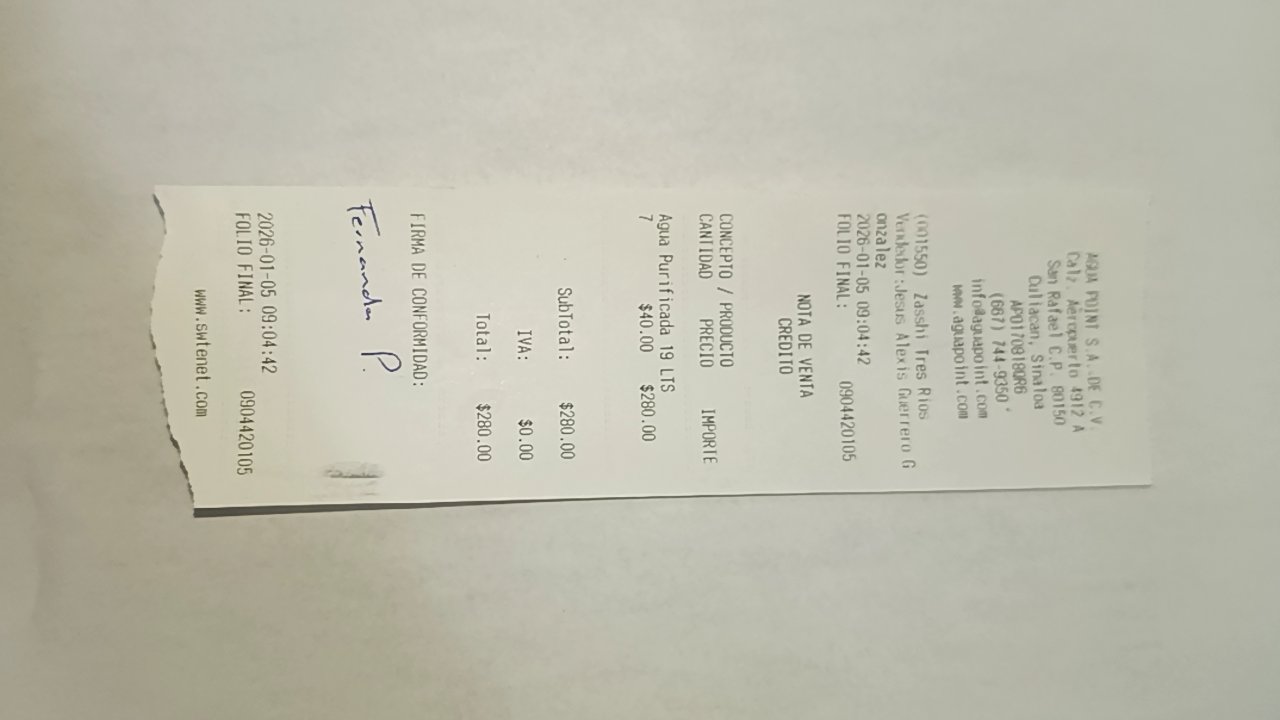 AGUA POINT S.A. DE C.V.
Calz. Aeropuerto 4912 A
San Rafael C.P. 80150
Culiacan, Sinaloa
APO170818QR6
(667) 744-9350
info@aguapoint.com
www.aguapoint.com
(001550) Zasshi Tres Rios
Vendedor:Jesus Alexis Guerrero G
onzalez
2026-01-05 09:04:42
FOLIO FINAL: 0904420105
NOTA DE VENTA
CREDITO
CONCEPTO / PRODUCTO
CANTIDAD PRECIO IMPORTE
Agua Purificada 19 LTS
7 $40.00 $280.00
SubTotal: $280.00
IVA: $0.00
Total: $280.00
FIRMA DE CONFORMIDAD:
Fernanda P.
2026-01-05 09:04:42
FOLIO FINAL: 0904420105
www.swtenet.com